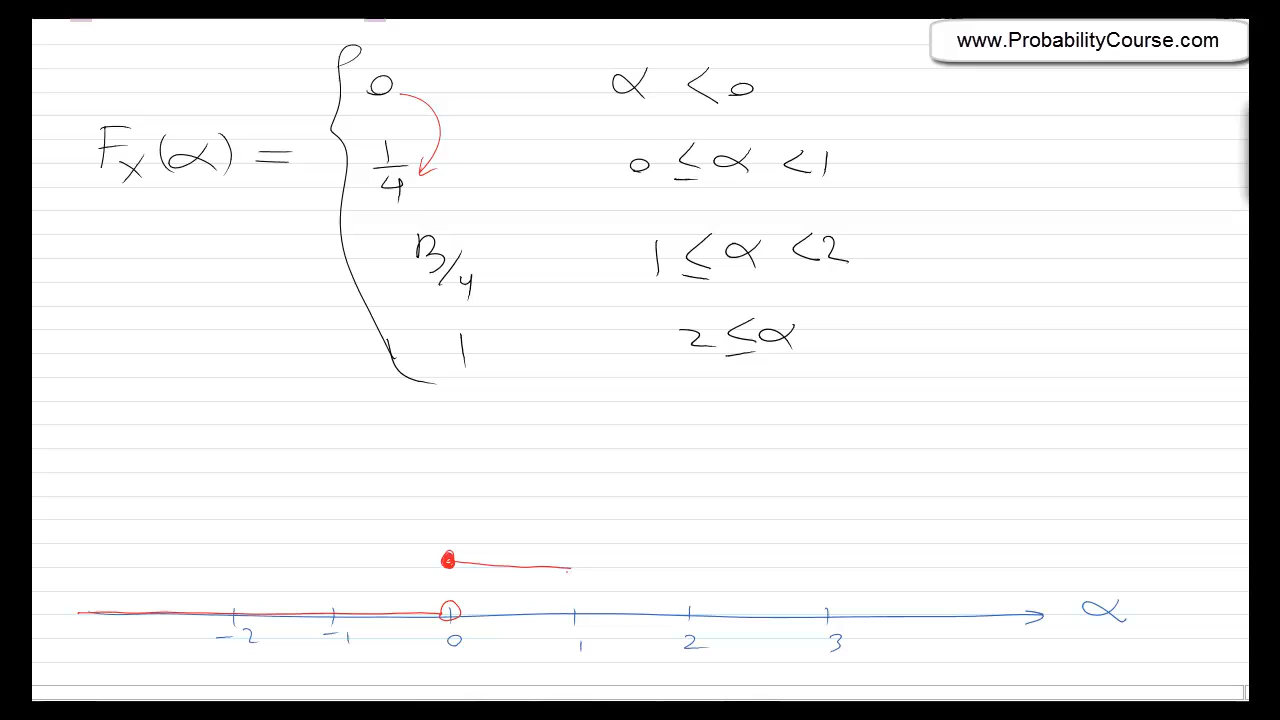 www.ProbabilityCourse.com
0 α < 0
Fₓ(α) = { 1/4 0 ≤ α < 1
3/4 1 ≤ α < 2
1 2 ≤ α
-2 -1 0 1 2 3 α